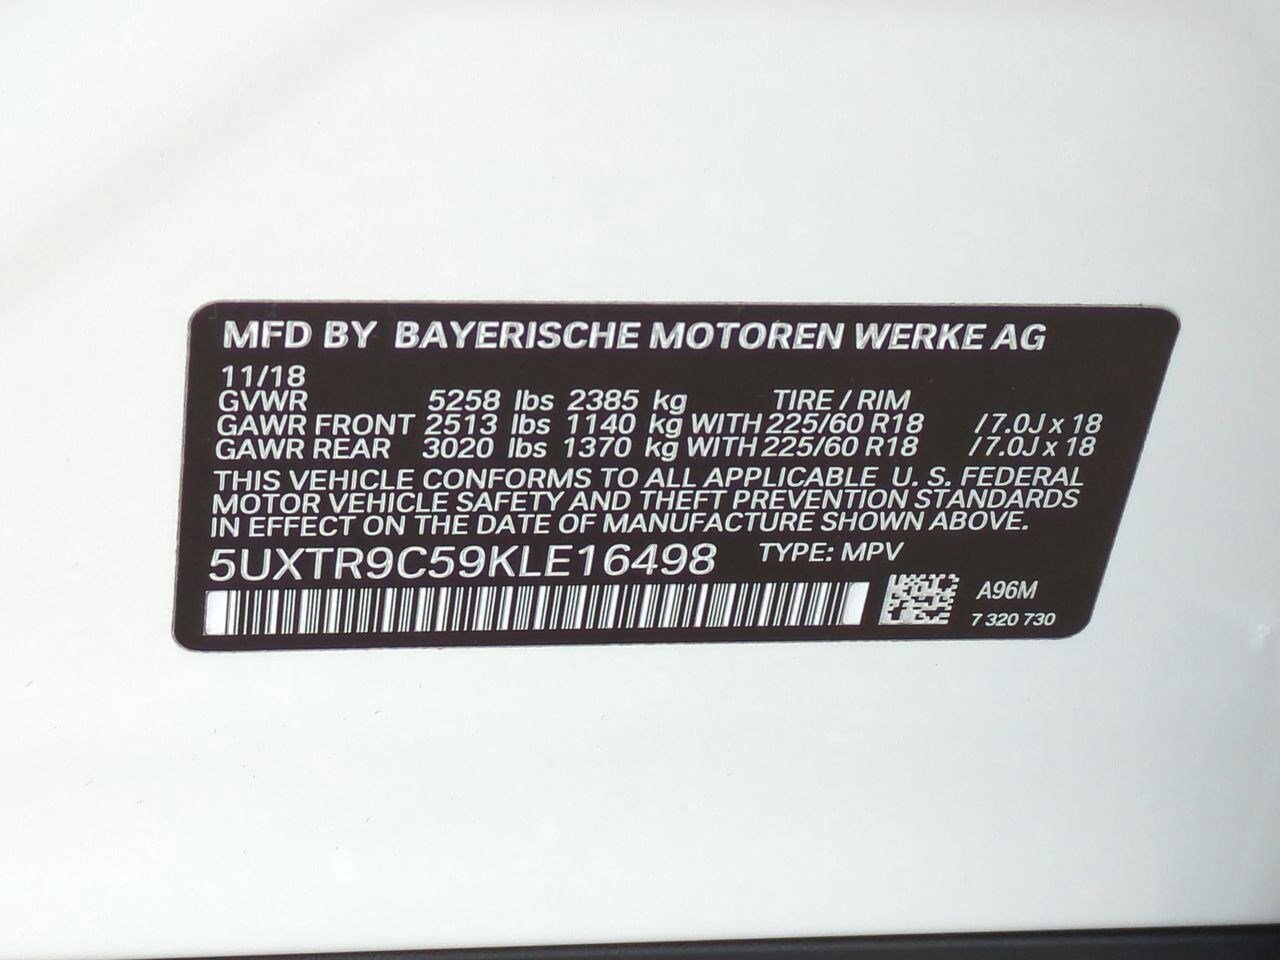 MFD BY BAYERISCHE MOTOREN WERKE AG
11/18
GVWR 5258 lbs 2385 kg TIRE / RIM
GAWR FRONT 2513 lbs 1140 kg WITH 225/60 R18 / 7.0J x 18
GAWR REAR 3020 lbs 1370 kg WITH 225/60 R18 / 7.0J x 18
THIS VEHICLE CONFORMS TO ALL APPLICABLE U. S. FEDERAL
MOTOR VEHICLE SAFETY AND THEFT PREVENTION STANDARDS
IN EFFECT ON THE DATE OF MANUFACTURE SHOWN ABOVE.
5UXTR9C59KLE16498 TYPE: MPV
A96M
7 320 730